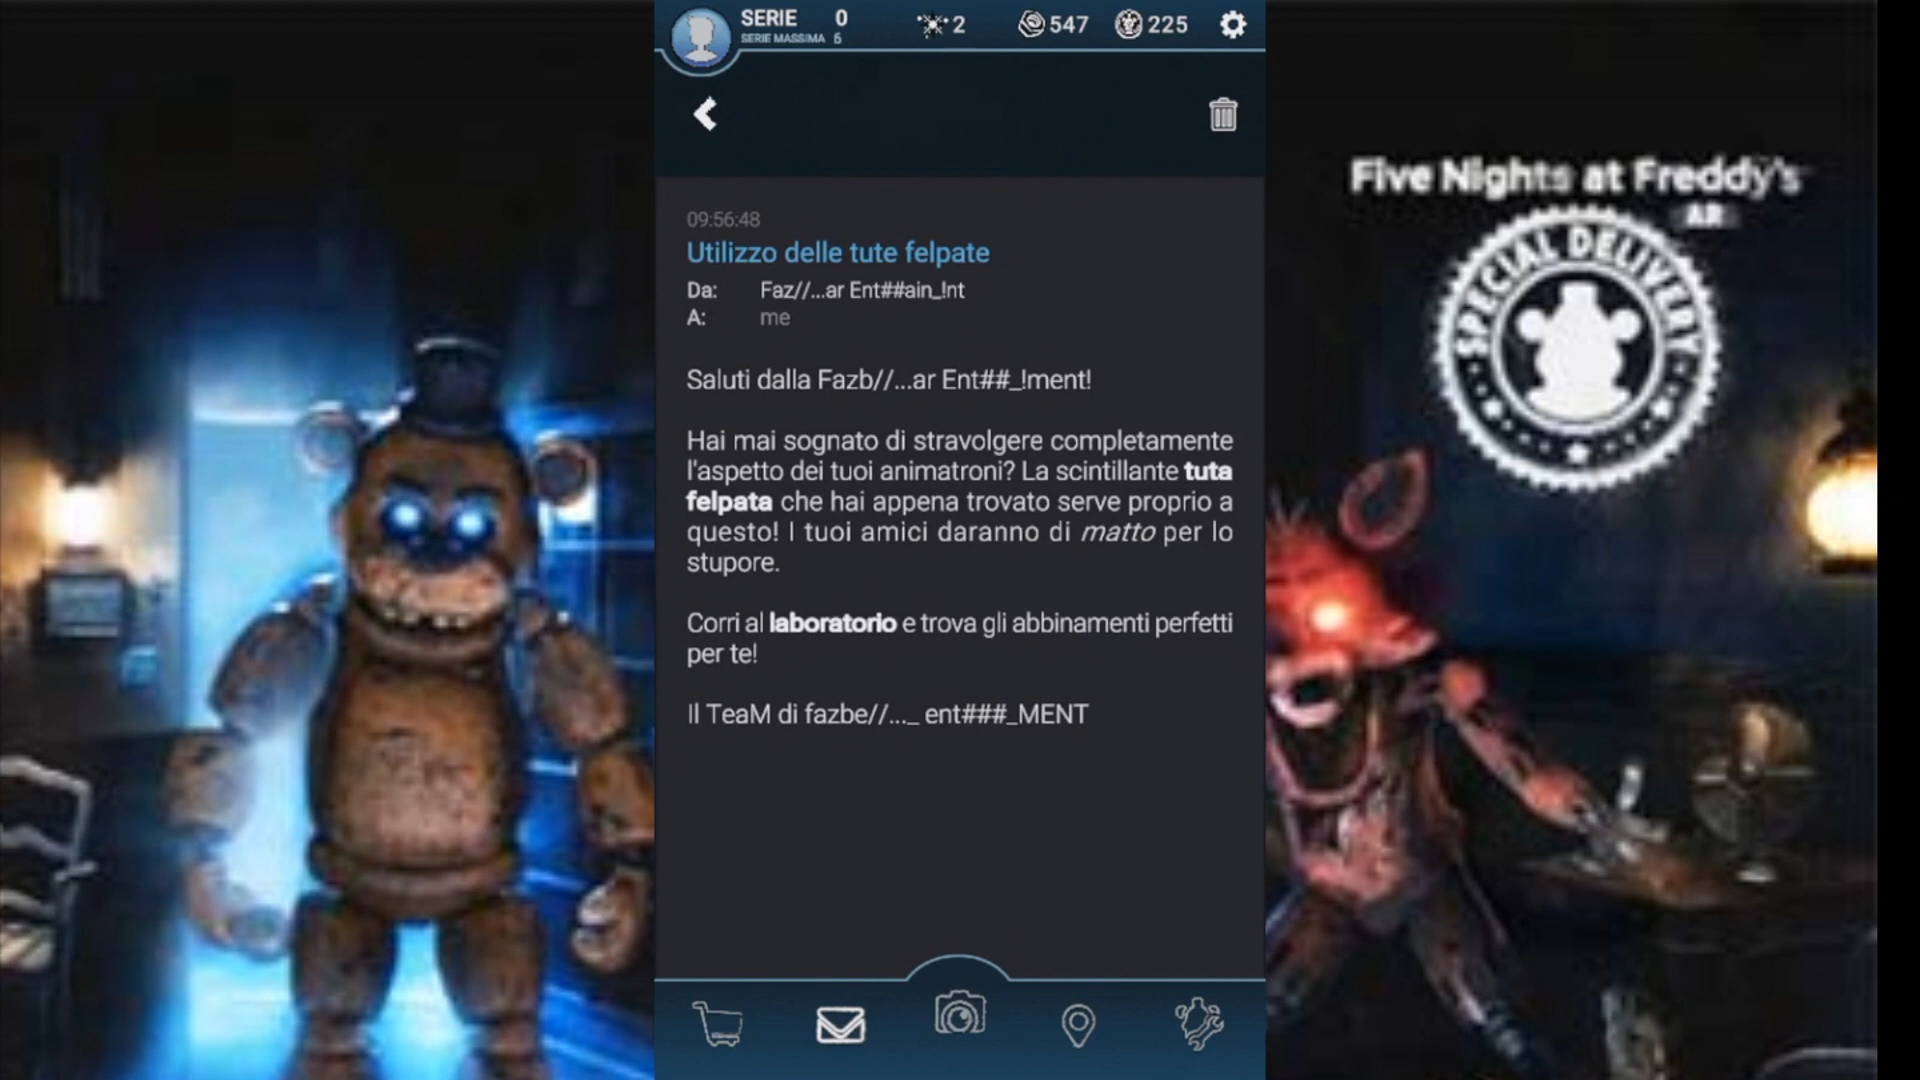 SERIE 0
SERIE MASSIMA 6
2
547
225
09:56:48
Utilizzo delle tute felpate
Da: Faz//...ar Ent##ain_!nt
A: me
Saluti dalla Fazb//...ar Ent##_!ment!
Hai mai sognato di stravolgere completamente
l'aspetto dei tuoi animatroni? La scintillante tuta
felpata che hai appena trovato serve proprio a
questo! I tuoi amici daranno di matto per lo
stupore.
Corri al laboratorio e trova gli abbinamenti perfetti
per te!
Il TeaM di fazbe//..._ ent###_MENT
Five Nights at Freddy's
AR
SPECIAL DELIVERY